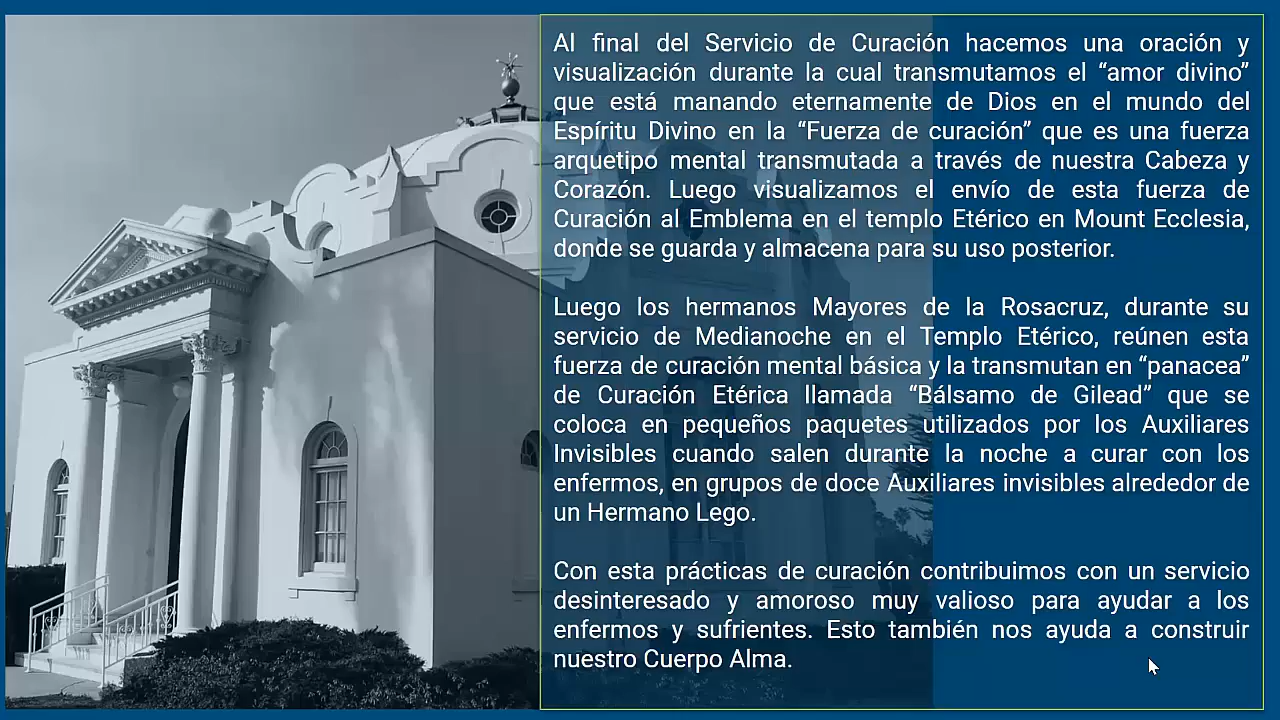 Al final del Servicio de Curación hacemos una oración y
visualización durante la cual transmutamos el “amor divino”
que está manando eternamente de Dios en el mundo del
Espíritu Divino en la “Fuerza de curación” que es una fuerza
arquetipo mental transmutada a través de nuestra Cabeza y
Corazón. Luego visualizamos el envío de esta fuerza de
Curación al Emblema en el templo Etérico en Mount Ecclesia,
donde se guarda y almacena para su uso posterior.
Luego los hermanos Mayores de la Rosacruz, durante su
servicio de Medianoche en el Templo Etérico, reúnen esta
fuerza de curación mental básica y la transmutan en “panacea”
de Curación Etérica llamada “Bálsamo de Gilead” que se
coloca en pequeños paquetes utilizados por los Auxiliares
Invisibles cuando salen durante la noche a curar con los
enfermos, en grupos de doce Auxiliares invisibles alrededor de
un Hermano Lego.
Con esta prácticas de curación contribuimos con un servicio
desinteresado y amoroso muy valioso para ayudar a los
enfermos y sufrientes. Esto también nos ayuda a construir
nuestro Cuerpo Alma.